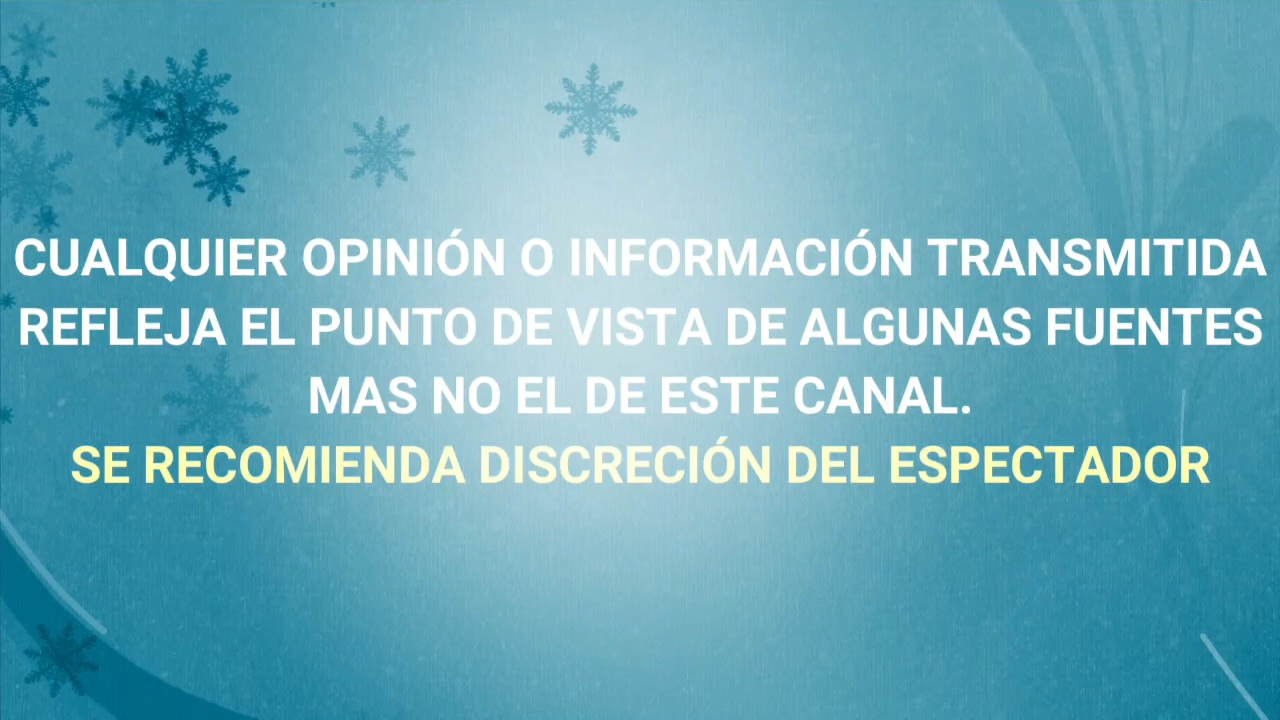 CUALQUIER OPINIÓN O INFORMACIÓN TRANSMITIDA
REFLEJA EL PUNTO DE VISTA DE ALGUNAS FUENTES
MAS NO EL DE ESTE CANAL.
SE RECOMIENDA DISCRECIÓN DEL ESPECTADOR